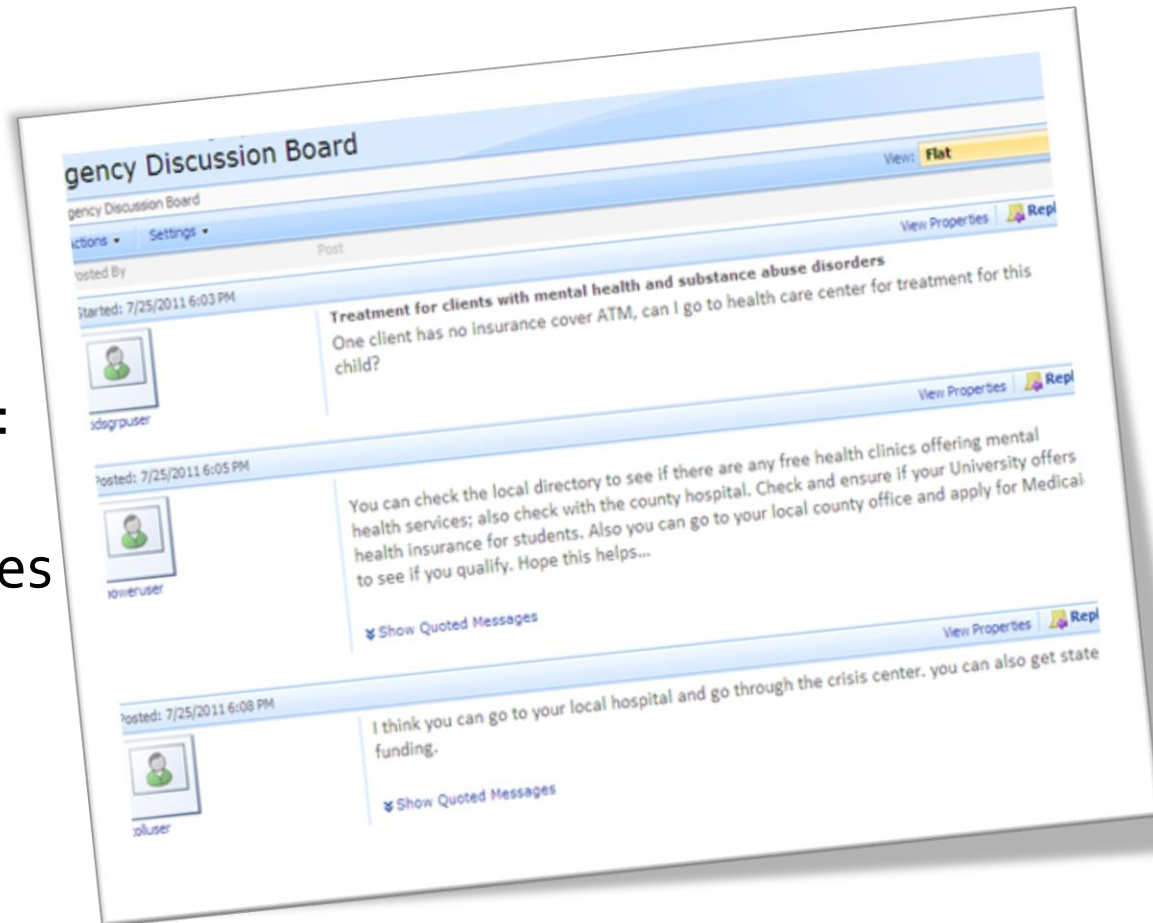 gency Discussion Board
gency Discussion Board
View: Flat
ctions Settings
osted By Post
View Properties Repl
Started: 7/25/2011 6:03 PM
Treatment for clients with mental health and substance abuse disorders
One client has no insurance cover ATM, can I go to health care center for treatment for this
child?
odsgrpuser
View Properties Repl
Posted: 7/25/2011 6:05 PM
You can check the local directory to see if there are any free health clinics offering mental
health services; also check with the county hospital. Check and ensure if your University offers
health insurance for students. Also you can go to your local county office and apply for Medicai
to see if you qualify. Hope this helps...
Show Quoted Messages
poweruser
View Properties Repl
Posted: 7/25/2011 6:08 PM
I think you can go to your local hospital and go through the crisis center. you can also get state
funding.
Show Quoted Messages
olluser
:
es